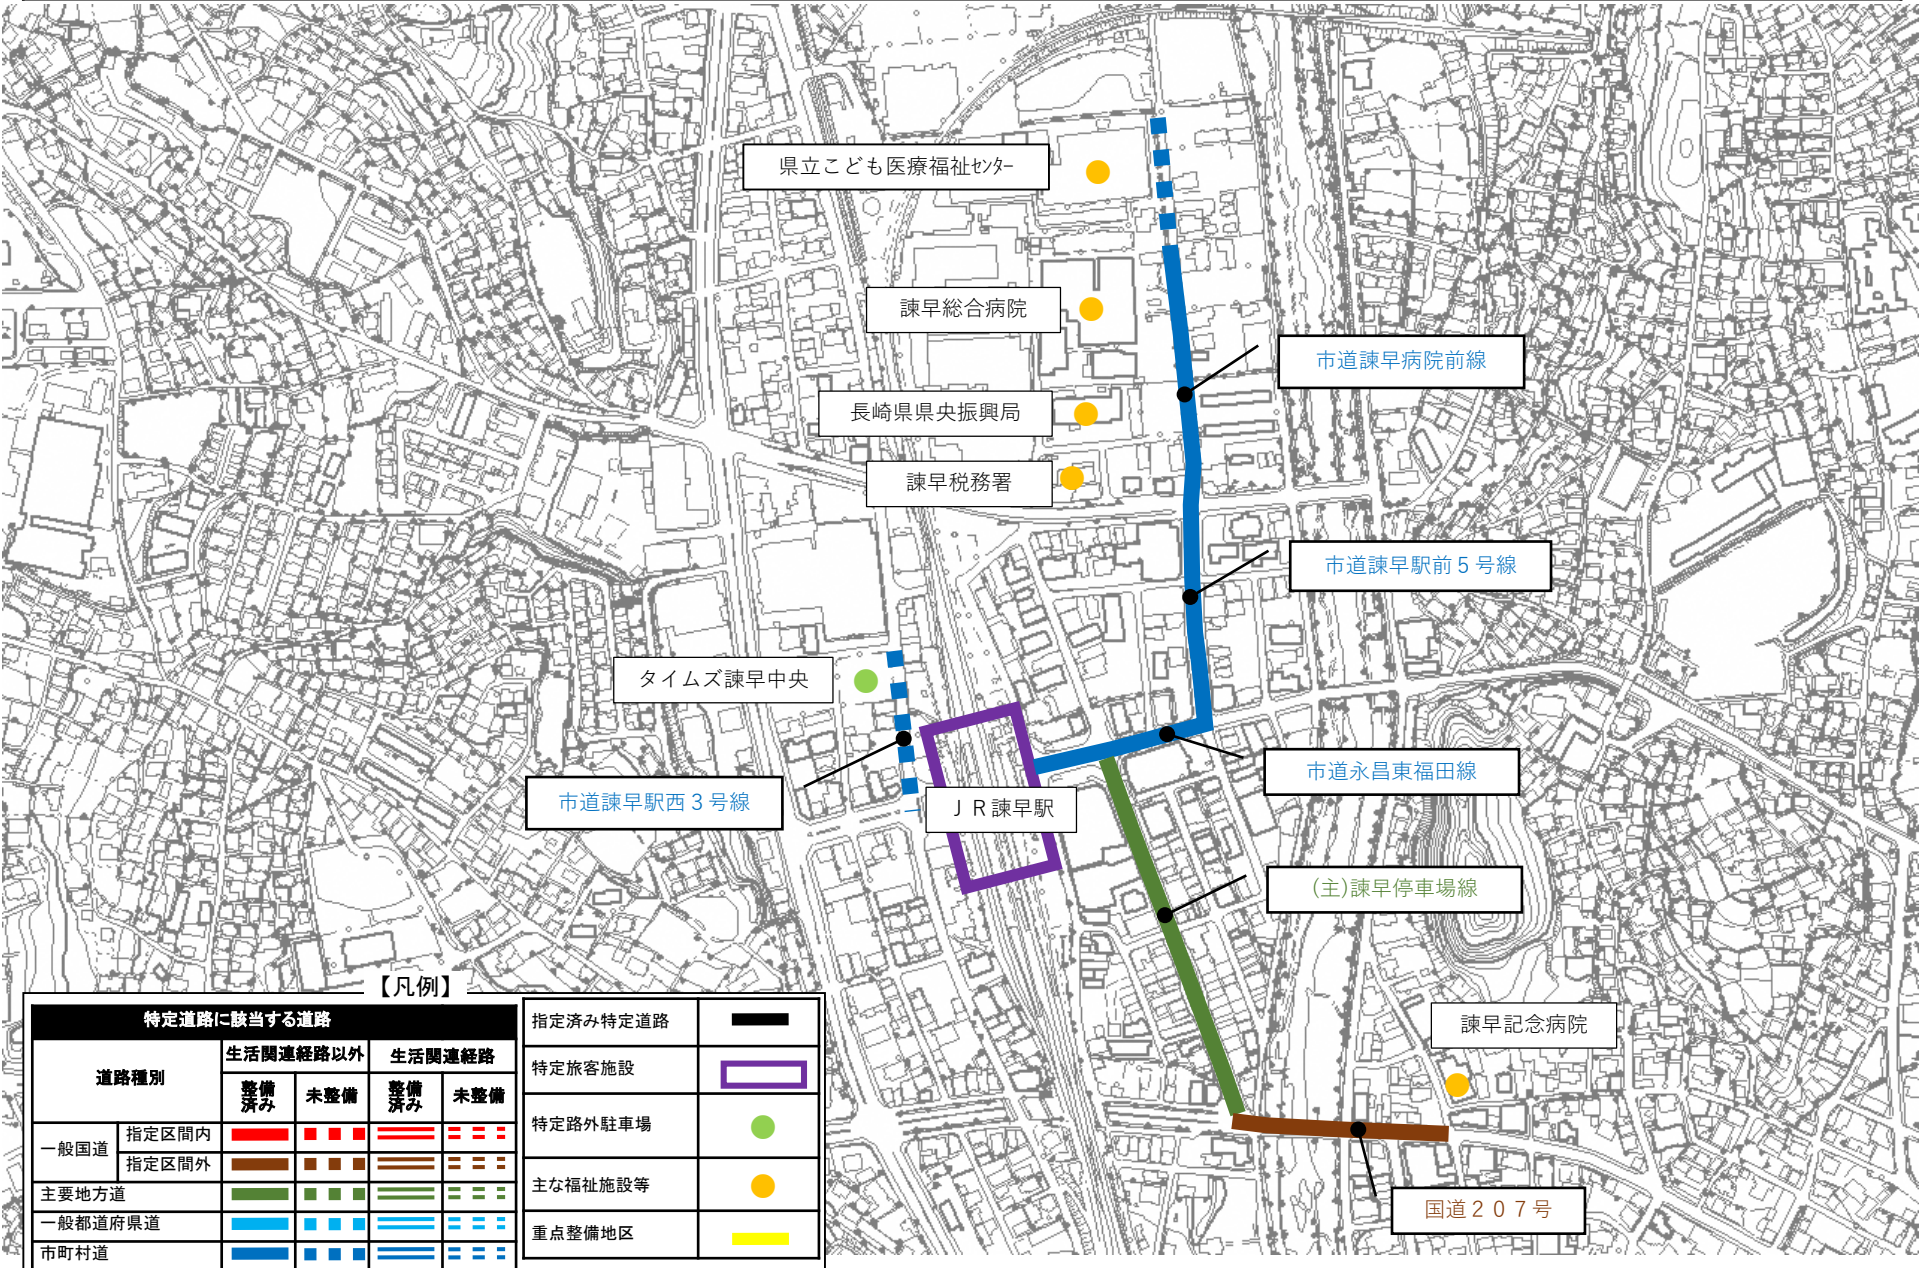 県立こども医療福祉ｾﾝﾀｰ
諫早総合病院
市道諫早病院前線
長崎県県央振興局
諫早税務署
市道諫早駅前５号線
タイムズ諫早中央
市道永昌東福田線
市道諫早駅西３号線
ＪＲ諫早駅
(主)諫早停車場線
諫早記念病院
国道２０７号
【凡例】
特定道路に該当する道路
道路種別
生活関連経路以外
生活関連経路
整備済み
未整備
整備済み
未整備
一般国道
指定区間内
指定区間外
主要地方道
一般都道府県道
市町村道
指定済み特定道路
特定旅客施設
特定路外駐車場
主な福祉施設等
重点整備地区